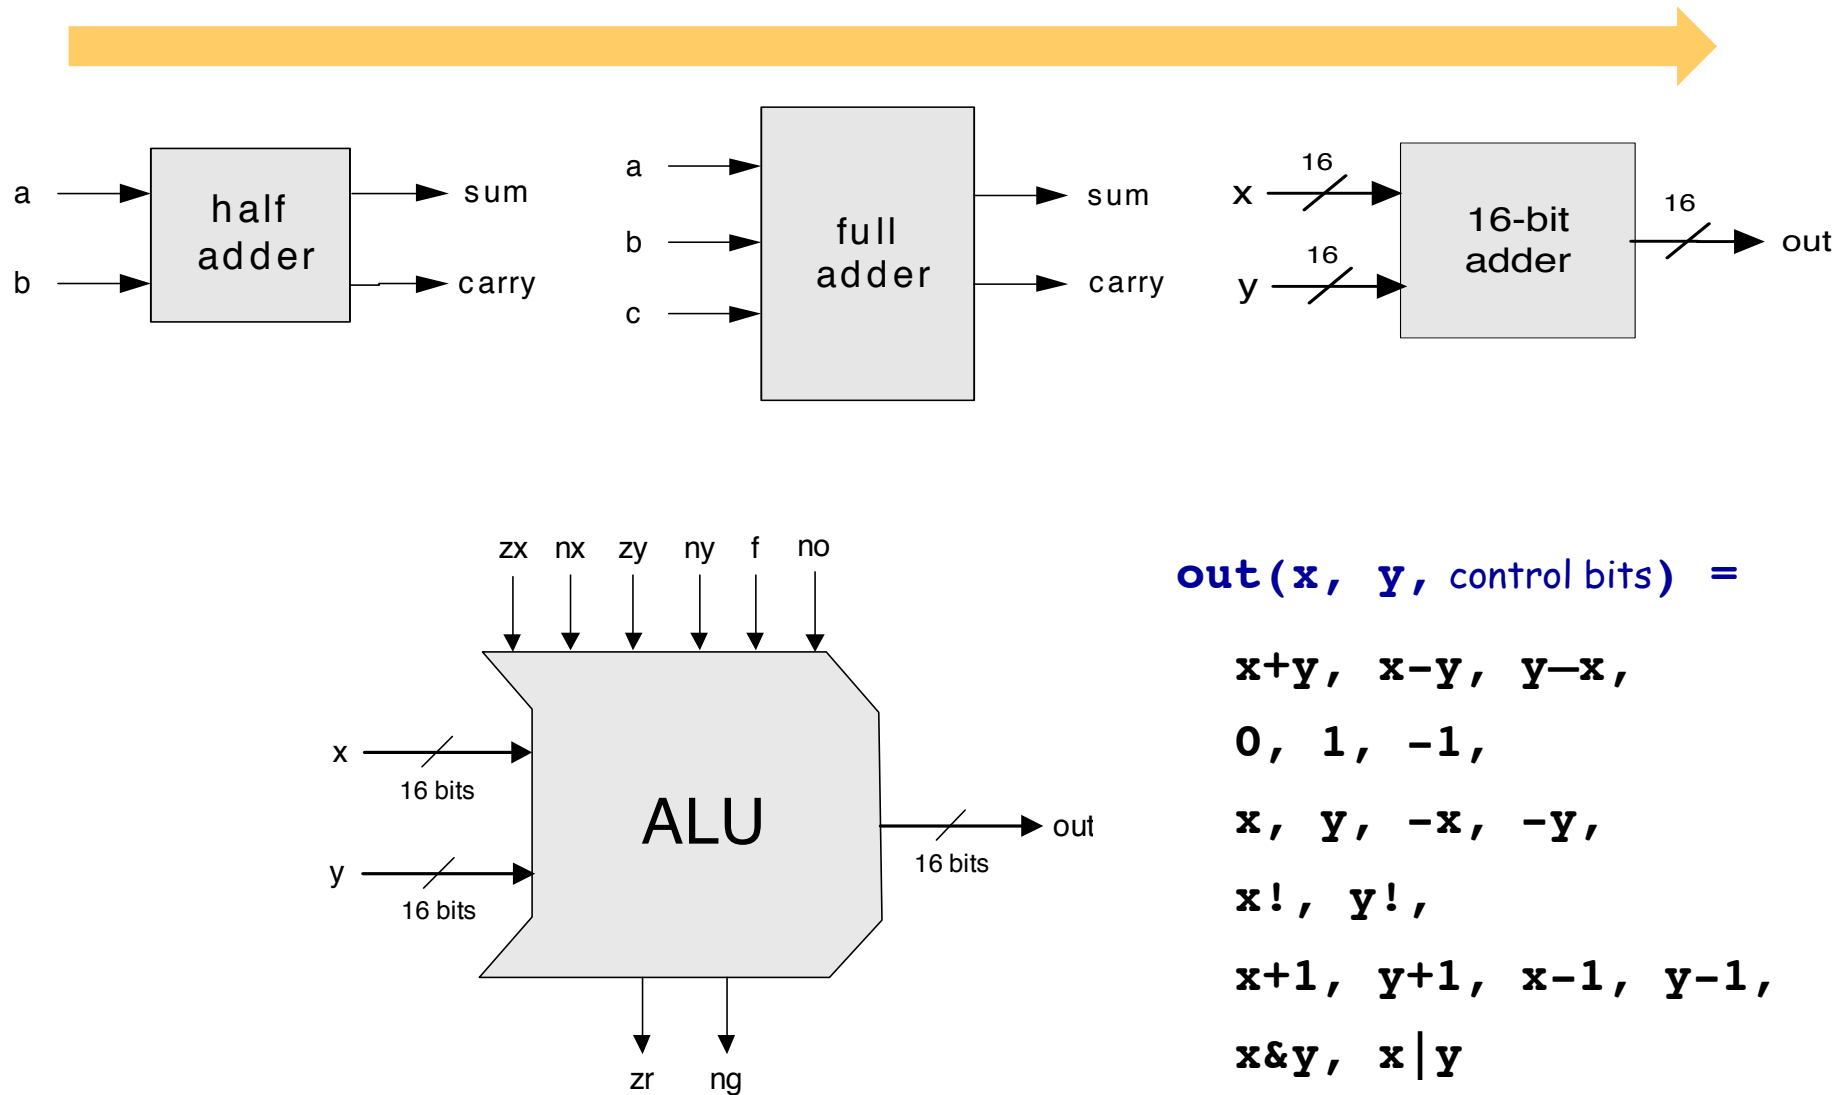 a
b
half
adder
sum
carry
a
b
c
full
adder
sum
carry
x
16
y
16
16-bit
adder
16
out
zx nx zy ny f no
x
16 bits
y
16 bits
ALU
out
16 bits
zr ng
out(x, y, control bits) =
x+y, x-y, y–x,
0, 1, -1,
x, y, -x, -y,
x!, y!,
x+1, y+1, x-1, y-1,
x&y, x|y